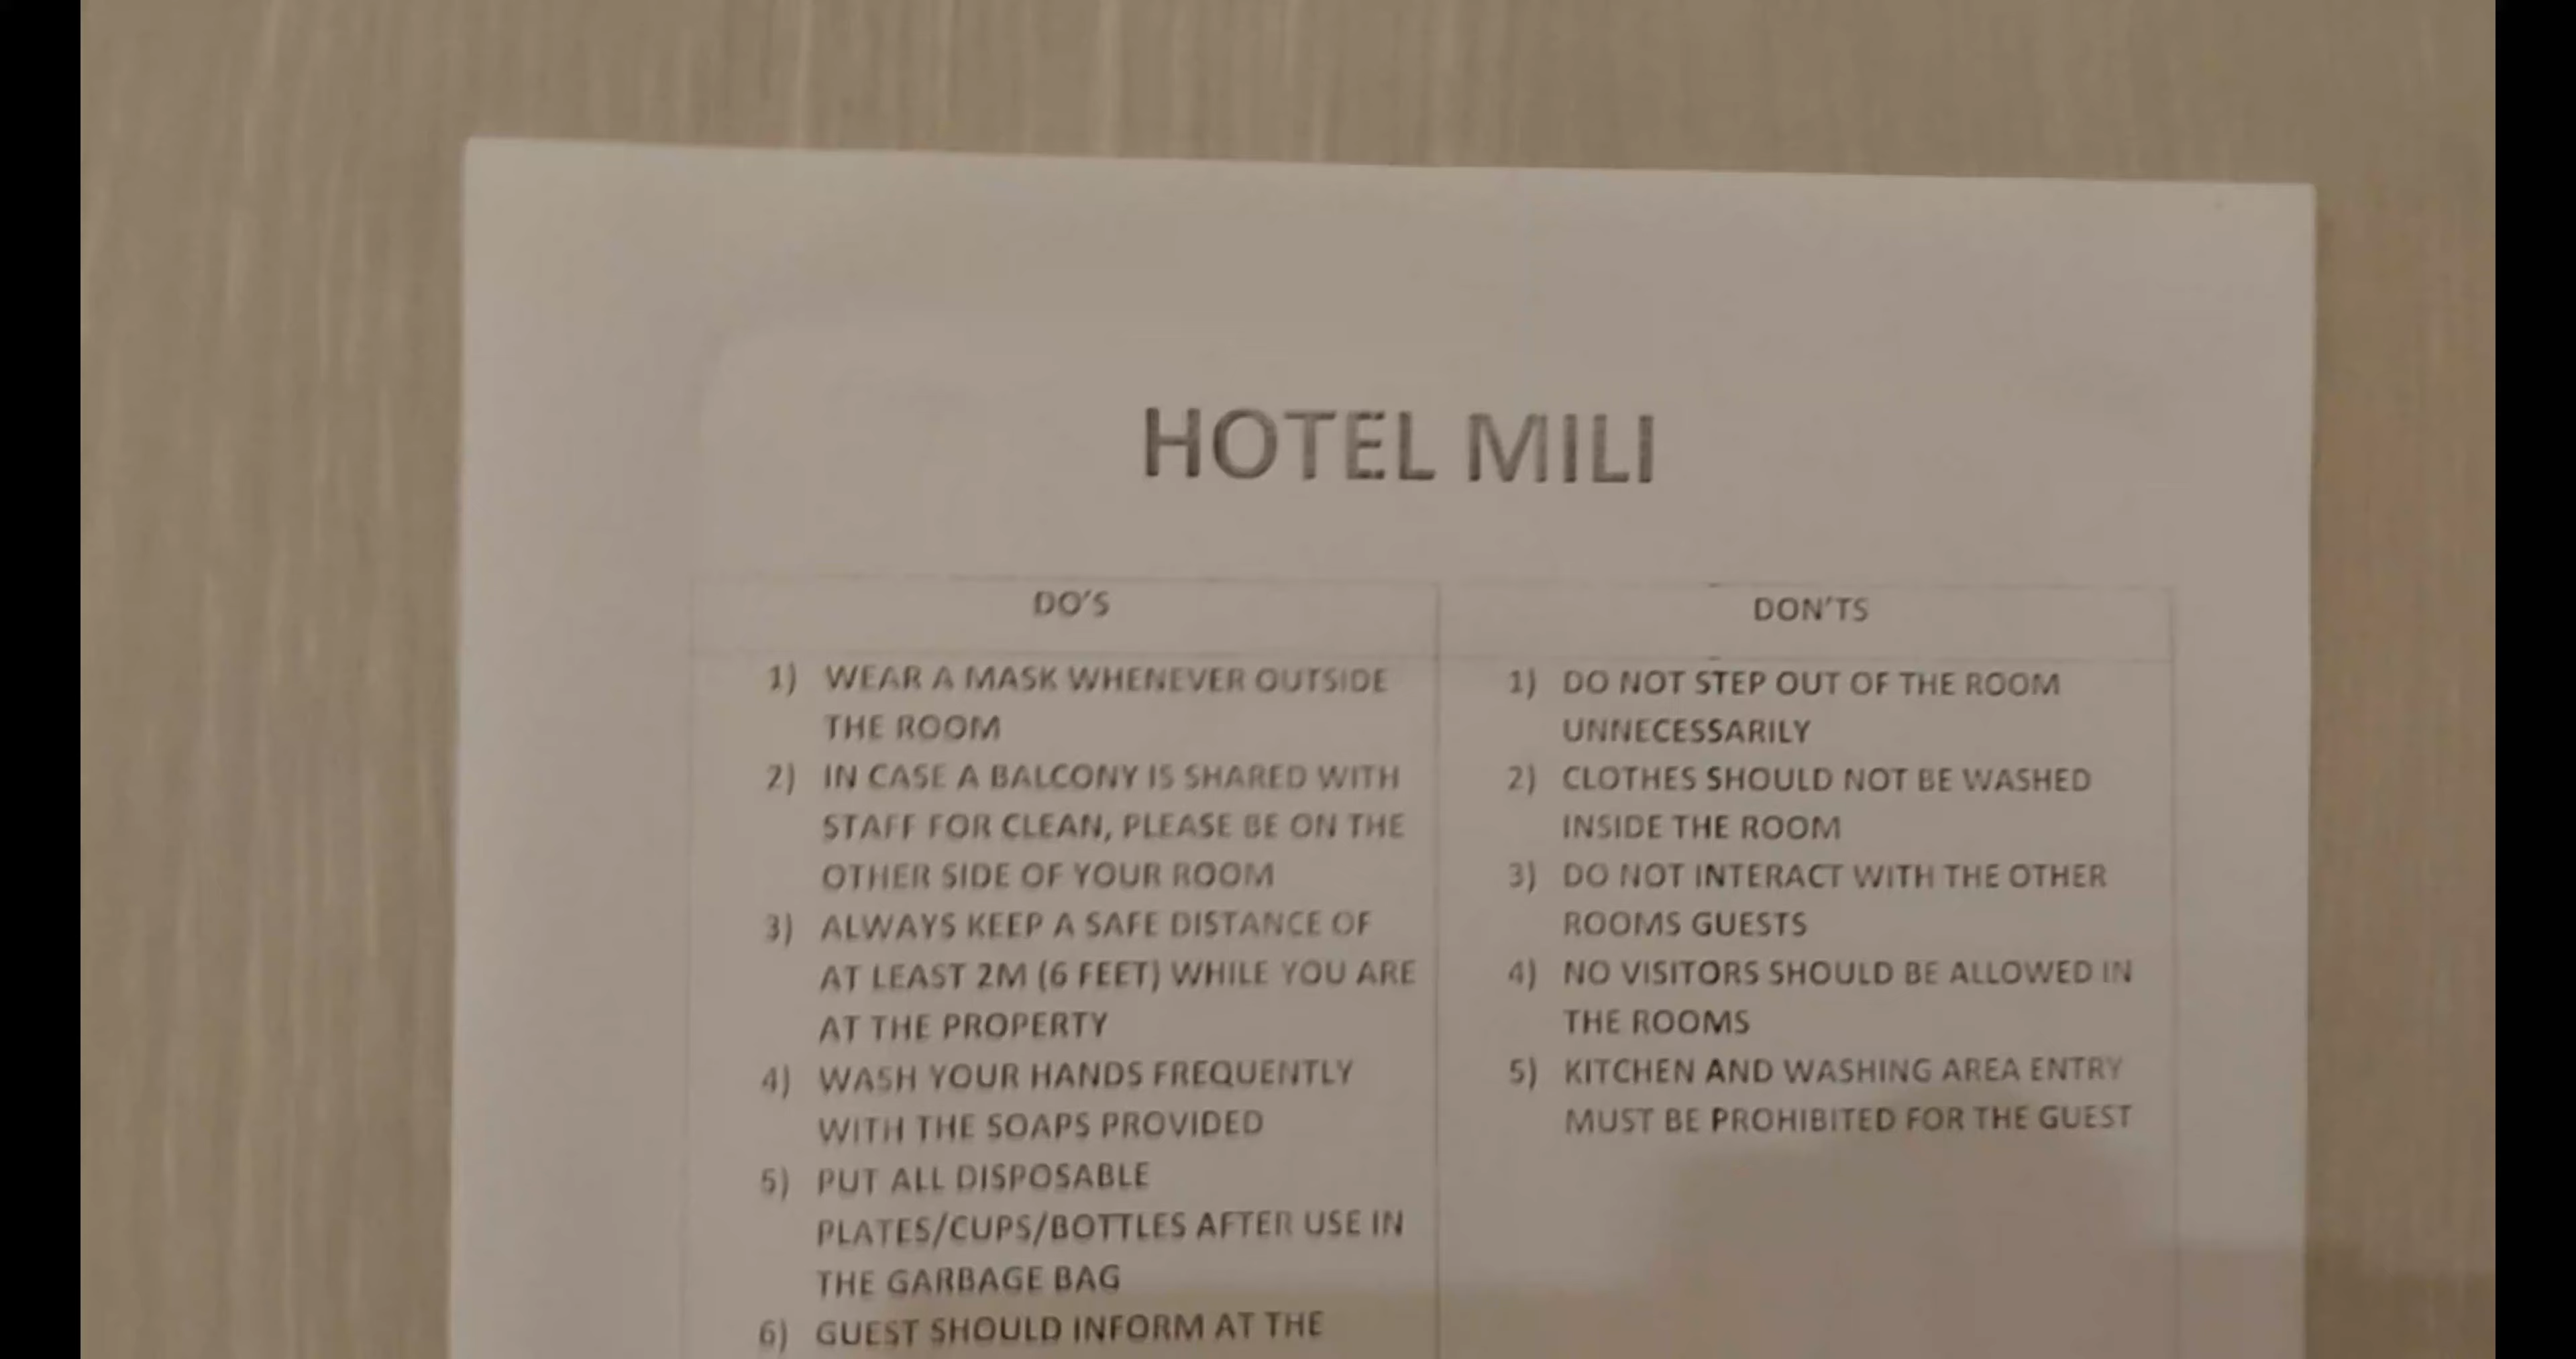 HOTEL MILI
DO'S
1) WEAR A MASK WHENEVER OUTSIDE
THE ROOM
2) IN CASE A BALCONY IS SHARED WITH
STAFF FOR CLEAN, PLEASE BE ON THE
OTHER SIDE OF YOUR ROOM
3) ALWAYS KEEP A SAFE DISTANCE OF
AT LEAST 2M (6 FEET) WHILE YOU ARE
AT THE PROPERTY
4) WASH YOUR HANDS FREQUENTLY
WITH THE SOAPS PROVIDED
5) PUT ALL DISPOSABLE
PLATES/CUPS/BOTTLES AFTER USE IN
THE GARBAGE BAG
6) GUEST SHOULD INFORM AT THE
DON'TS
1) DO NOT STEP OUT OF THE ROOM
UNNECESSARILY
2) CLOTHES SHOULD NOT BE WASHED
INSIDE THE ROOM
3) DO NOT INTERACT WITH THE OTHER
ROOMS GUESTS
4) NO VISITORS SHOULD BE ALLOWED IN
THE ROOMS
5) KITCHEN AND WASHING AREA ENTRY
MUST BE PROHIBITED FOR THE GUEST